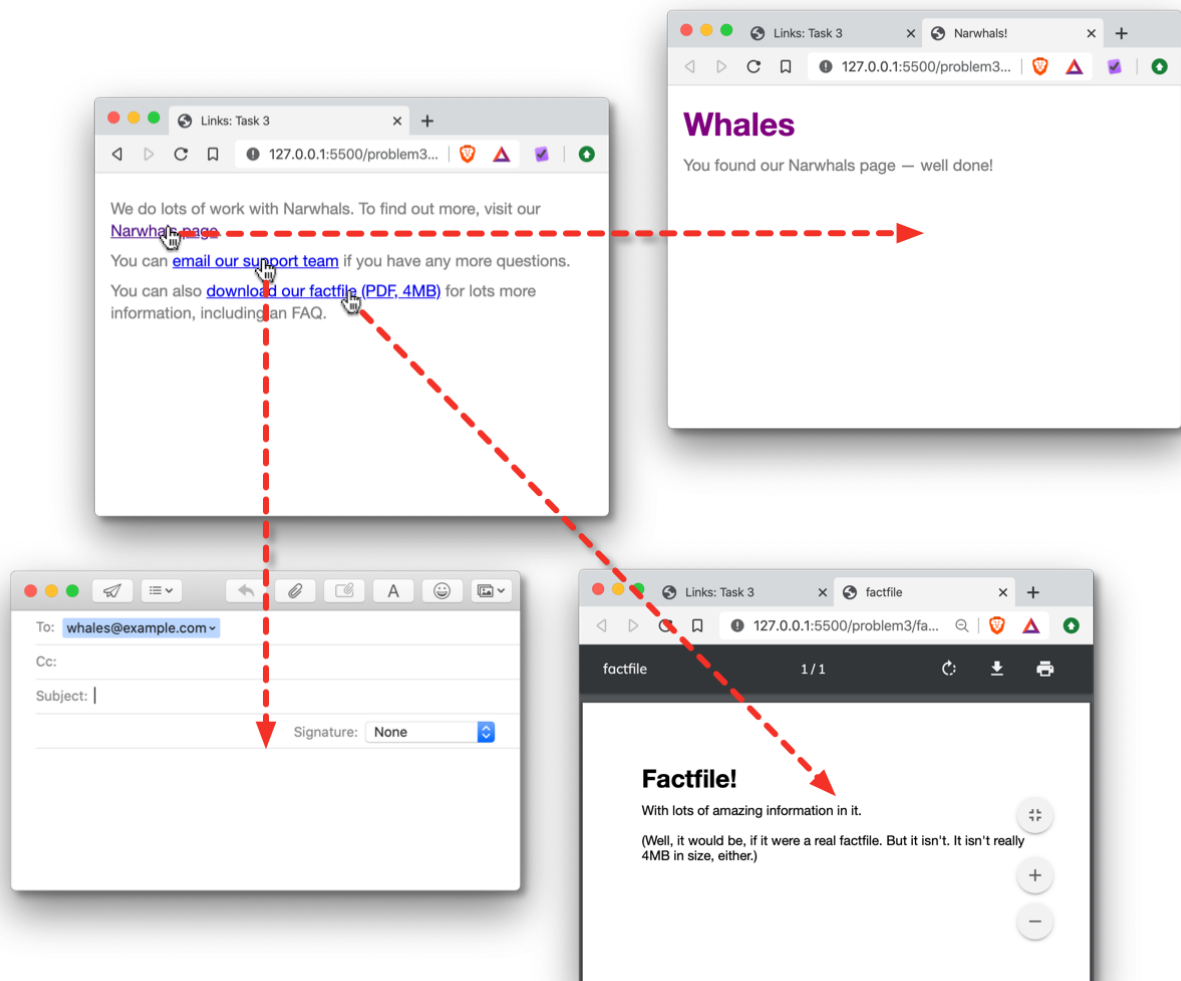 Links: Task 3
127.0.0.1:5500/problem3...
We do lots of work with Narwhals. To find out more, visit our
Narwhals page.
You can email our support team if you have any more questions.
You can also download our factfile (PDF, 4MB) for lots more
information, including an FAQ.
Links: Task 3
Narwhals!
127.0.0.1:5500/problem3...
Whales
You found our Narwhals page — well done!
A
To: whales@example.com
Cc:
Subject:
Signature: None
Links: Task 3
factfile
127.0.0.1:5500/problem3/fa...
factfile
1 / 1
Factfile!
With lots of amazing information in it.
(Well, it would be, if it were a real factfile. But it isn't. It isn't really
4MB in size, either.)